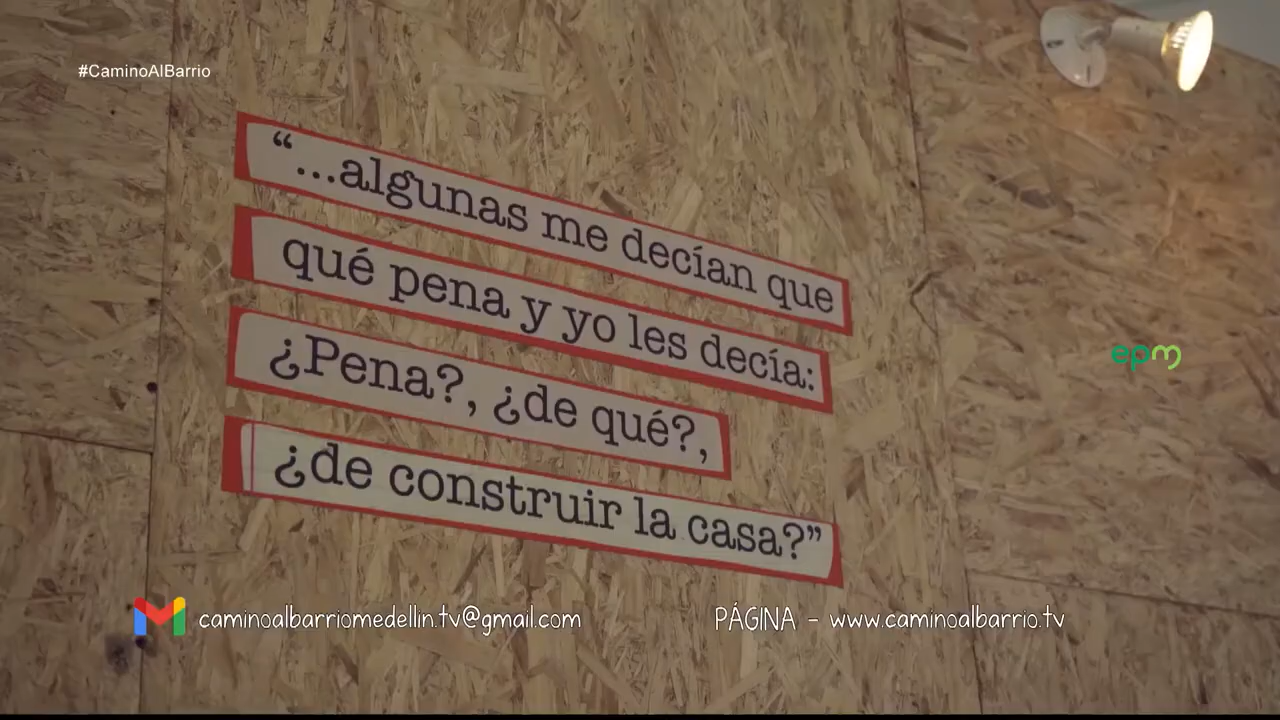 #CaminoAlBarrio
“...algunas me decían que
qué pena y yo les decía:
¿Pena?, ¿de qué?,
¿de construir la casa?”
epm
caminoalbarriomedellin.tv@gmail.com
PÁGINA - www.caminoalbarrio.tv